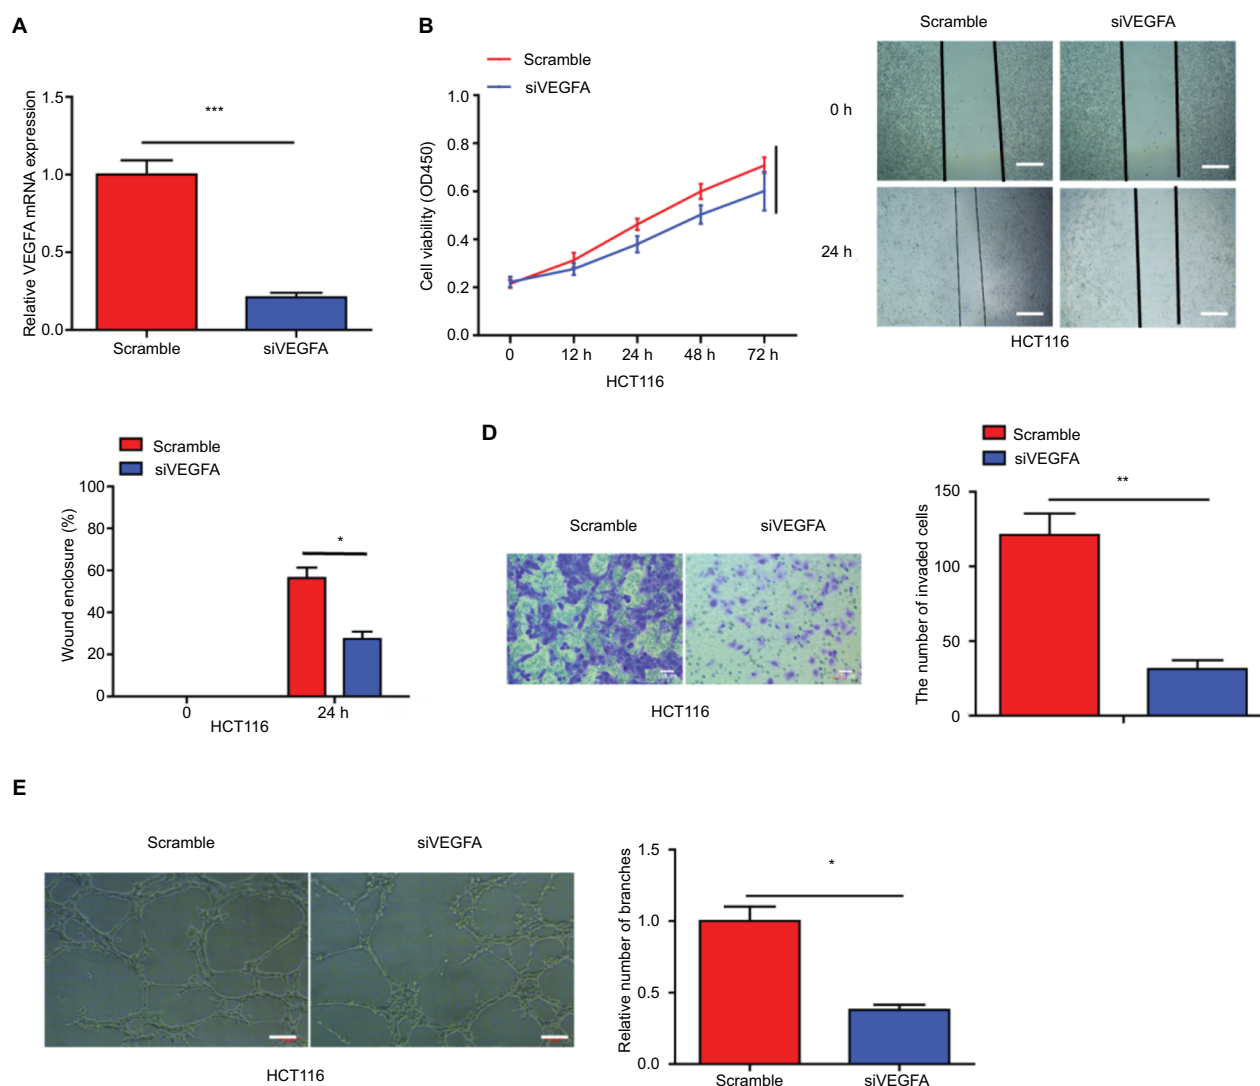 A
Relative VEGFA mRNA expression
1.5
1.0
0.5
0.0
***
Scramble
siVEGFA
B
Scramble
siVEGFA
Cell viability (OD450)
1.0
0.8
0.6
0.4
0.2
0.0
0
12 h
24 h
48 h
72 h
HCT116
Scramble
siVEGFA
0 h
24 h
HCT116
Scramble
siVEGFA
Wound enclosure (%)
100
80
60
40
20
0
*
0
24 h
HCT116
D
Scramble
siVEGFA
HCT116
Scramble
siVEGFA
The number of invaded cells
150
100
50
0
**
E
Scramble
siVEGFA
HCT116
Relative number of branches
1.5
1.0
0.5
0.0
*
Scramble
siVEGFA